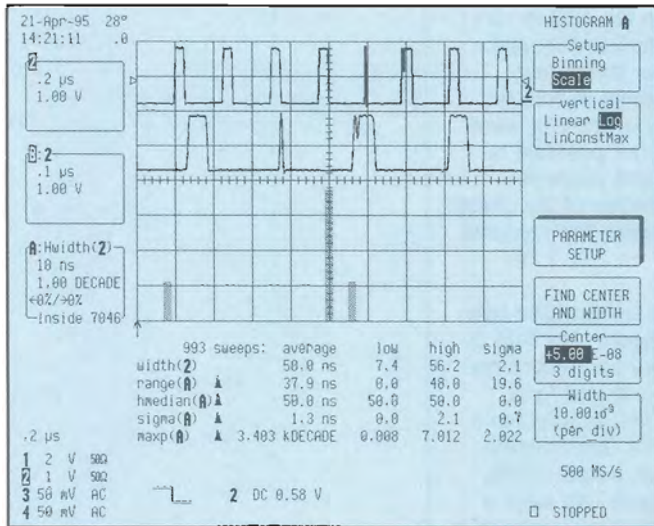 21-Apr-95 28°
14:21:11 .0
2
.2 µs
1.00 V
B:2
.1 µs
1.00 V
A:Hwidth(2)
10 ns
1.00 DECADE
←0%/→0%
Inside 7046
2
HISTOGRAM A
Setup
Binning
Scale
vertical
Linear Log
LinConstMax
PARAMETER
SETUP
FIND CENTER
AND WIDTH
Center
+5.00 E-08
3 digits
Width
(per div)
993 sweeps: average low high sigma
width(2) 50.0 ns 7.4 56.2 2.1
range(A) 37.9 ns 0.0 48.0 19.6
hmedian(A) 50.0 ns 50.0 50.0 0.0
sigma(A) 1.3 ns 0.0 2.1 0.7
maxp(A) 3.403 kDECADE 0.008 7.012 2.022
.2 µs
1 2 V 50Ω
2 1 V 50Ω
3 50 mV AC
4 50 mV AC
2 DC 0.58 V
500 MS/s
STOPPED